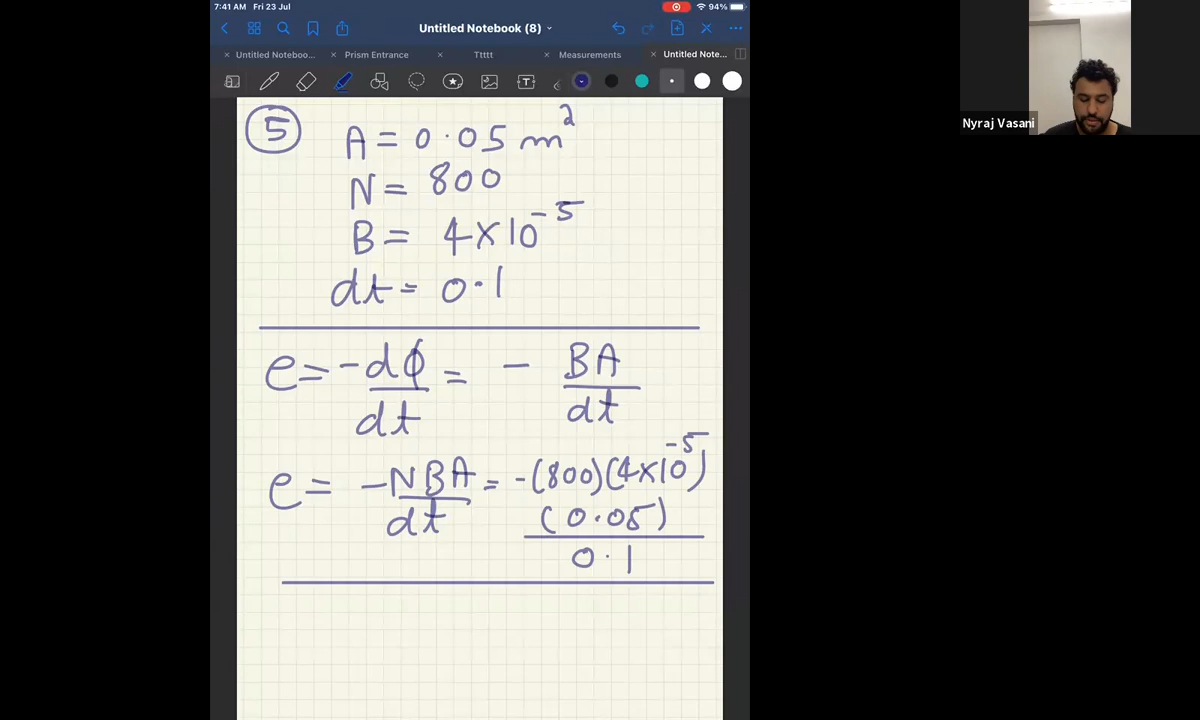 7:41 AM Fri 23 Jul 94%
Untitled Notebook (8)
Untitled Noteboo... Prism Entrance Ttttt Measurements Untitled Note...
Nyraj Vasani
5 A = 0.05 m²
N = 800
B = 4×10⁻⁵
dt = 0.1
e = -dϕ/dt = - BA/dt
e = -NBA/dt = -(800)(4×10⁻⁵)(0.05)/0.1